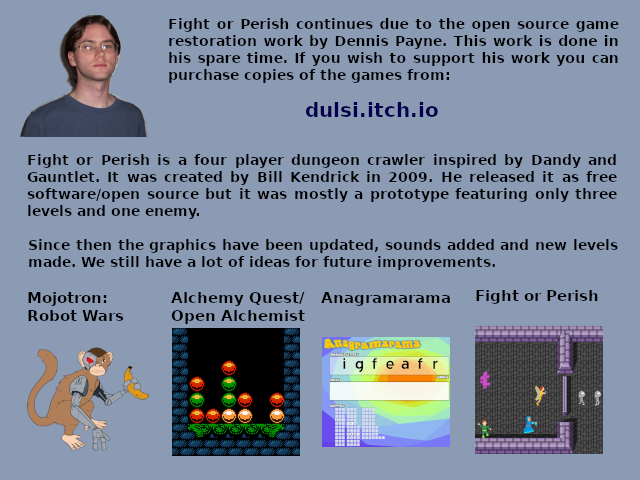 Fight or Perish continues due to the open source game
restoration work by Dennis Payne. This work is done in
his spare time. If you wish to support his work you can
purchase copies of the games from:
dulsi.itch.io
Fight or Perish is a four player dungeon crawler inspired by Dandy and
Gauntlet. It was created by Bill Kendrick in 2009. He released it as free
software/open source but it was mostly a prototype featuring only three
levels and one enemy.
Since then the graphics have been updated, sounds added and new levels
made. We still have a lot of ideas for future improvements.
Mojotron:
Robot Wars
Alchemy Quest/
Open Alchemist
Anagramarama
Fight or Perish
Anagramarama
i g f e a f r